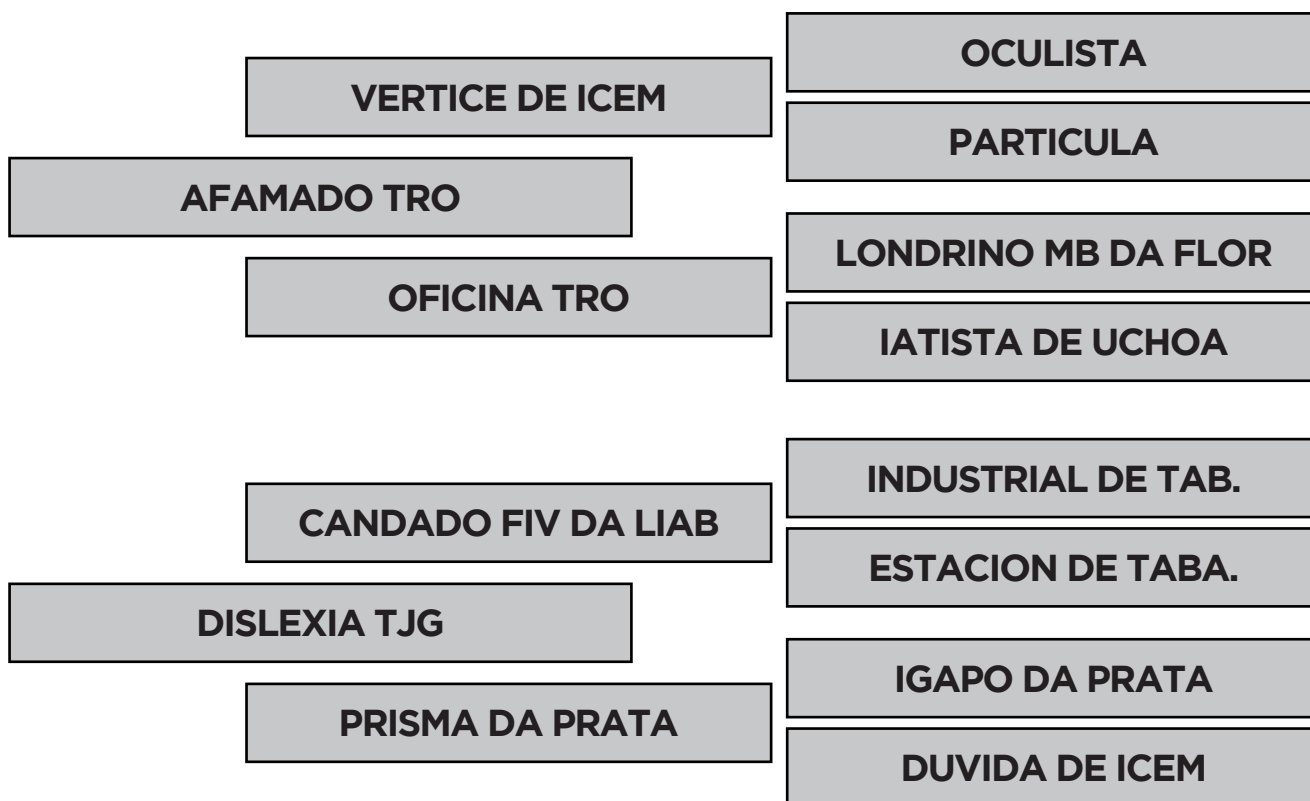 OCULISTA
VERTICE DE ICEM
PARTICULA
AFAMADO TRO
LONDRINO MB DA FLOR
OFICINA TRO
IATISTA DE UCHOA
INDUSTRIAL DE TAB.
CANDADO FIV DA LIAB
ESTACION DE TABA.
DISLEXIA TJG
IGAPO DA PRATA
PRISMA DA PRATA
DUVIDA DE ICEM